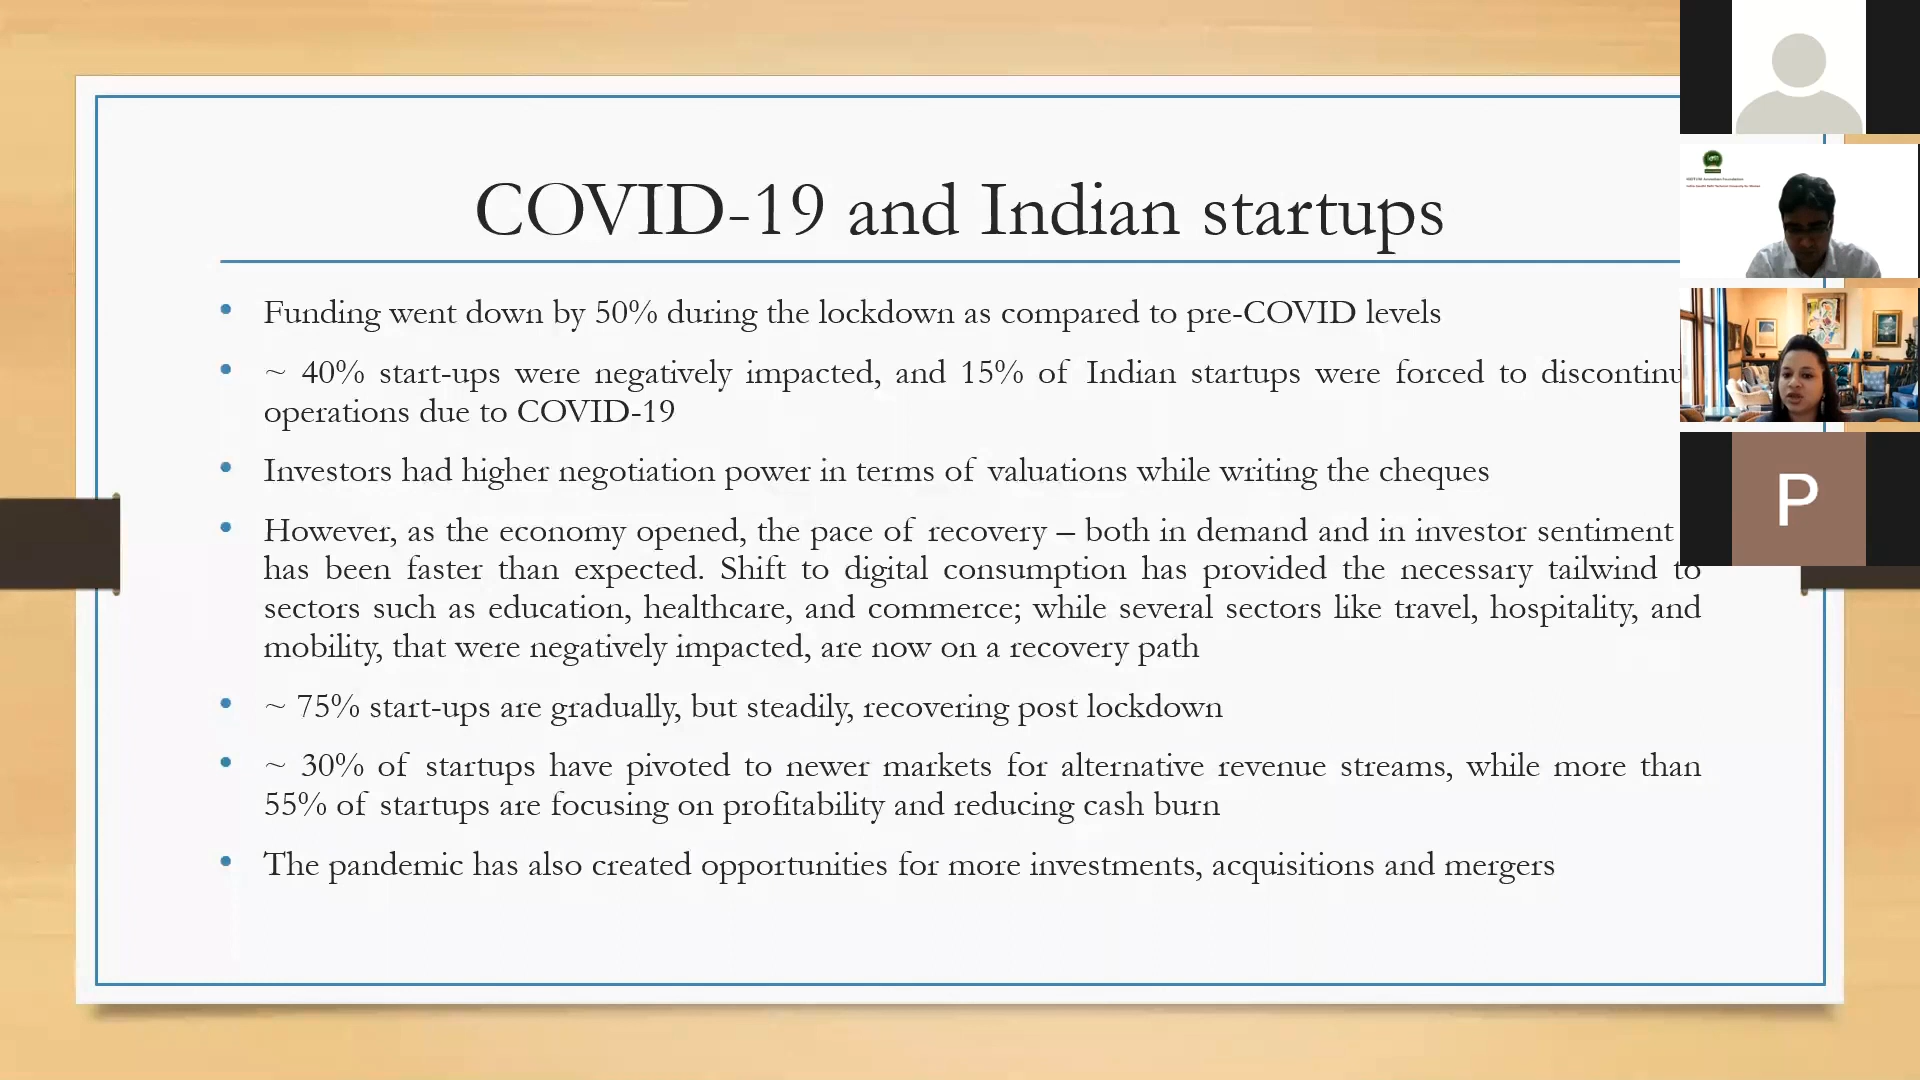 COVID-19 and Indian startups
• Funding went down by 50% during the lockdown as compared to pre-COVID levels
• ~ 40% start-ups were negatively impacted, and 15% of Indian startups were forced to discontinu
operations due to COVID-19
• Investors had higher negotiation power in terms of valuations while writing the cheques
• However, as the economy opened, the pace of recovery – both in demand and in investor sentiment
has been faster than expected. Shift to digital consumption has provided the necessary tailwind to
sectors such as education, healthcare, and commerce; while several sectors like travel, hospitality, and
mobility, that were negatively impacted, are now on a recovery path
• ~ 75% start-ups are gradually, but steadily, recovering post lockdown
• ~ 30% of startups have pivoted to newer markets for alternative revenue streams, while more than
55% of startups are focusing on profitability and reducing cash burn
• The pandemic has also created opportunities for more investments, acquisitions and mergers
P